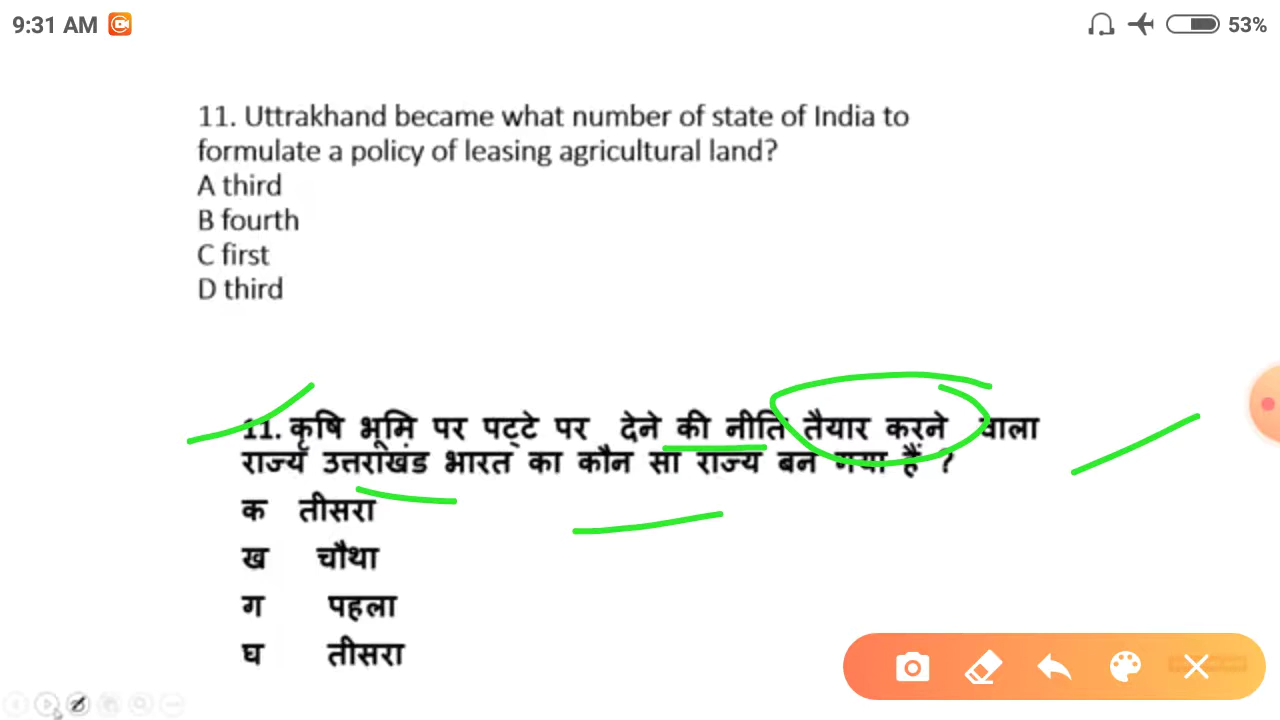 9:31 AM
53%
11. Uttrakhand became what number of state of India to
formulate a policy of leasing agricultural land?
A third
B fourth
C first
D third
11. कृषि भूमि पर पट्टे पर देने की नीति तैयार करने वाला
राज्य उत्तराखंड भारत का कौन सा राज्य बन गया हैं ?
क तीसरा
ख चौथा
ग पहला
घ तीसरा